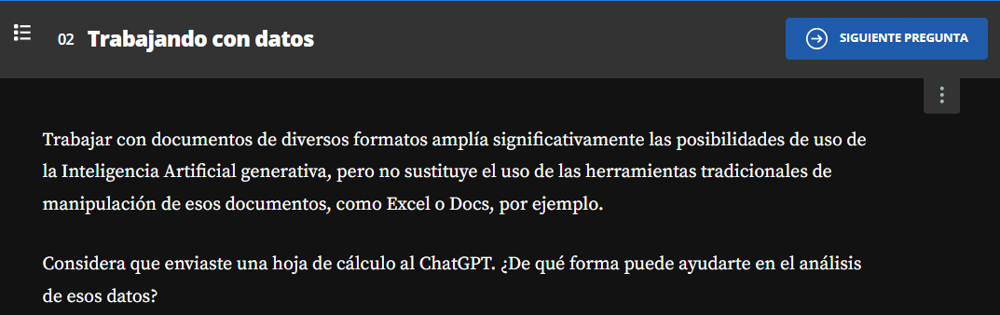 02 Trabajando con datos
SIGUIENTE PREGUNTA
Trabajar con documentos de diversos formatos amplía significativamente las posibilidades de uso de
la Inteligencia Artificial generativa, pero no sustituye el uso de las herramientas tradicionales de
manipulación de esos documentos, como Excel o Docs, por ejemplo.
Considera que enviaste una hoja de cálculo al ChatGPT. ¿De qué forma puede ayudarte en el análisis
de esos datos?